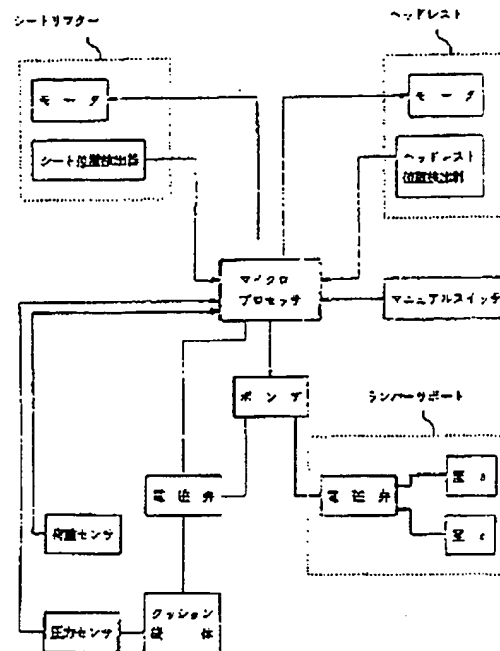 シートリフター
ヘッドレスト
モータ
モータ
シート位置検出器
ヘッドレスト
位置検出器
マイクロ
プロセッサ
マニュアルスイッチ
ポンプ
ランバーサポート
電磁弁
電磁弁
室b
室c
荷重センサ
圧力センサ
クッション
袋体